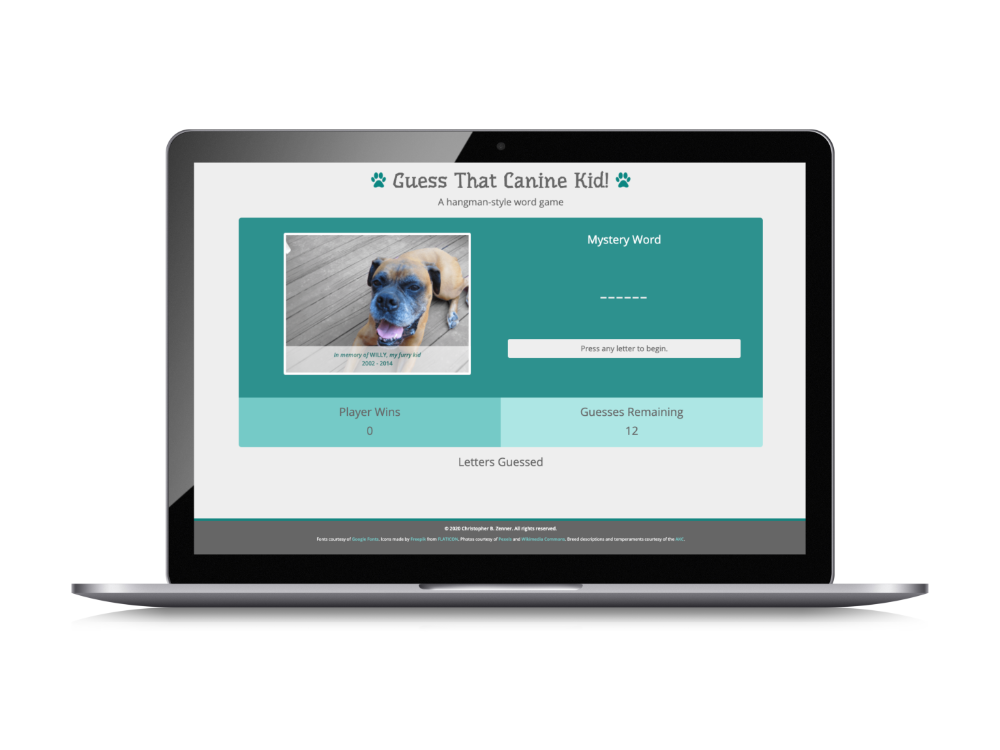 Guess That Canine Kid!
A hangman-style word game
In memory of WILLY, my furry kid
2002 - 2014
Mystery Word
______
Press any letter to begin.
Player Wins
0
Guesses Remaining
12
Letters Guessed
© 2020 Christopher B. Zenner. All rights reserved.
Fonts courtesy of Google Fonts. Icons made by Freepik from FLATICON. Photos courtesy of Pexels and Wikimedia Commons. Breed descriptions and temperaments courtesy of the AKC.